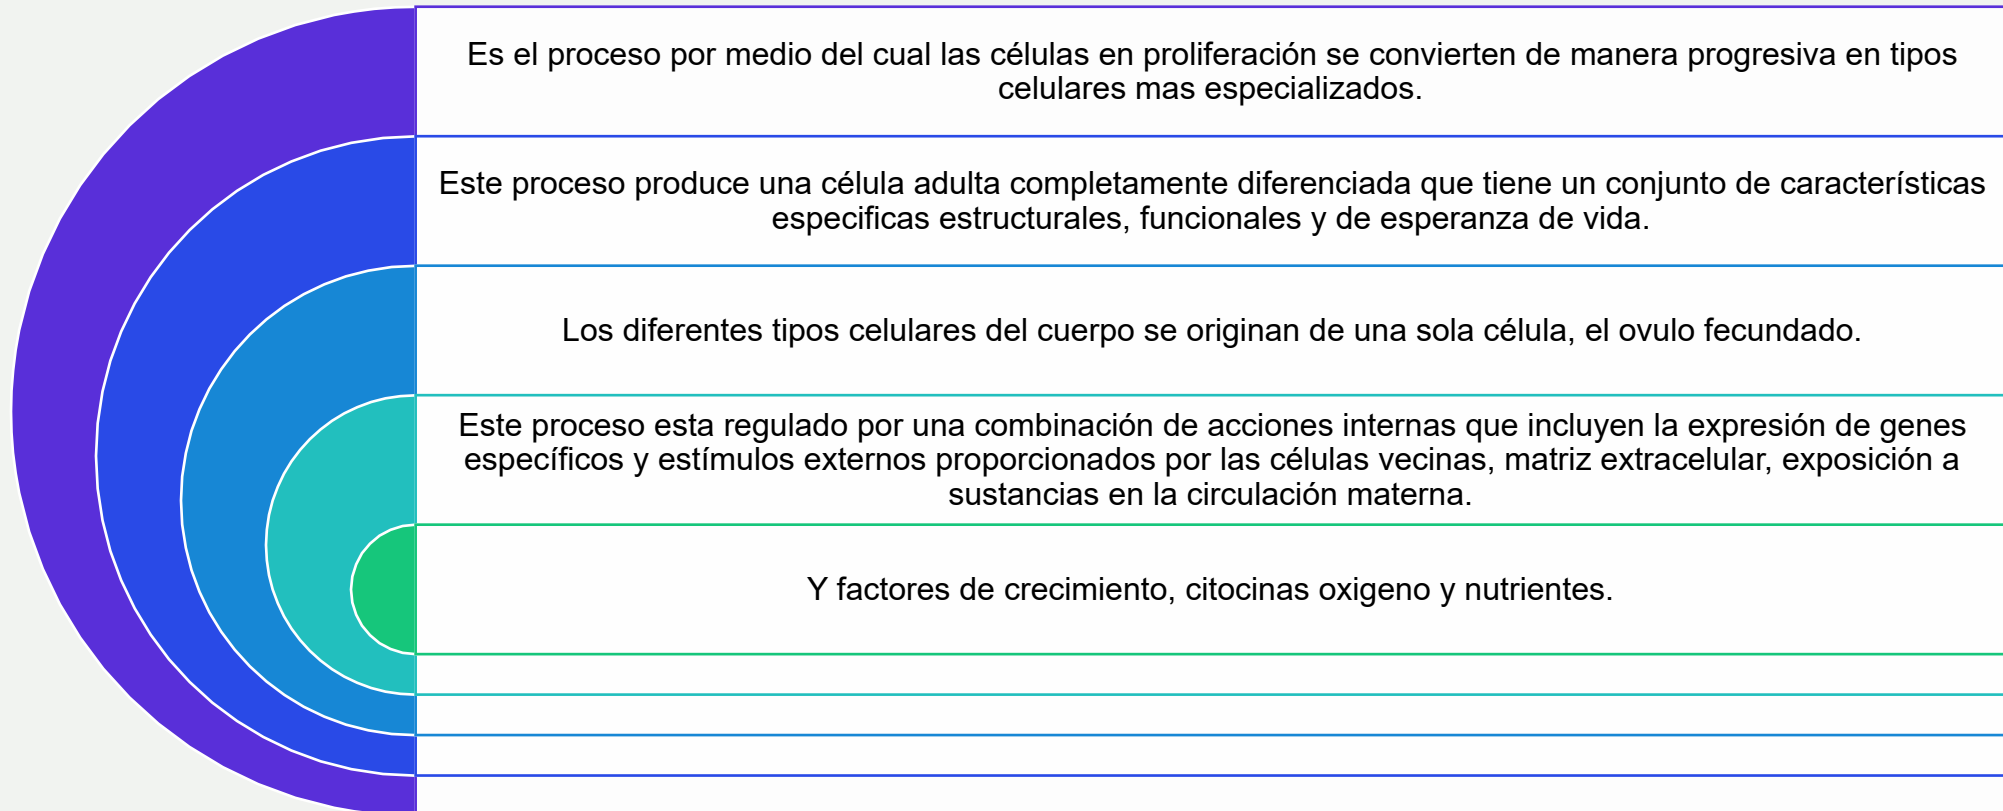 Es el proceso por medio del cual las células en proliferación se convierten de manera progresiva en tipos
celulares mas especializados.
Este proceso produce una célula adulta completamente diferenciada que tiene un conjunto de características
especificas estructurales, funcionales y de esperanza de vida.
Los diferentes tipos celulares del cuerpo se originan de una sola célula, el ovulo fecundado.
Este proceso esta regulado por una combinación de acciones internas que incluyen la expresión de genes
específicos y estímulos externos proporcionados por las células vecinas, matriz extracelular, exposición a
sustancias en la circulación materna.
Y factores de crecimiento, citocinas oxigeno y nutrientes.